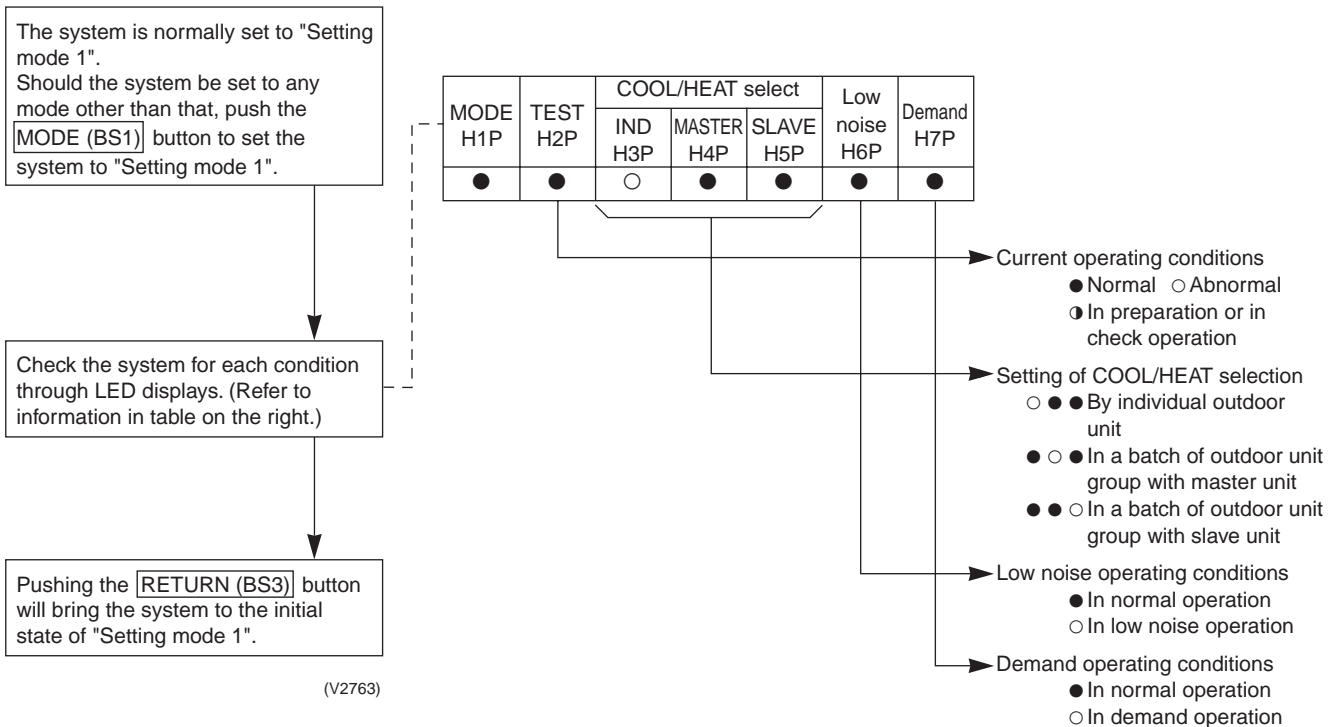 The system is normally set to "Setting
mode 1".
Should the system be set to any
mode other than that, push the
MODE (BS1) button to set the
system to "Setting mode 1".
Check the system for each condition
through LED displays. (Refer to
information in table on the right.)
Pushing the RETURN (BS3) button
will bring the system to the initial
state of "Setting mode 1".
(V2763)
MODE
H1P
TEST
H2P
COOL/HEAT select
IND
H3P
MASTER
H4P
SLAVE
H5P
Low
noise
H6P
Demand
H7P
● ● ○ ● ● ● ●
Current operating conditions
● Normal ○ Abnormal
◑ In preparation or in
check operation
Setting of COOL/HEAT selection
○ ● ● By individual outdoor
unit
● ○ ● In a batch of outdoor unit
group with master unit
● ● ○ In a batch of outdoor unit
group with slave unit
Low noise operating conditions
● In normal operation
○ In low noise operation
Demand operating conditions
● In normal operation
○ In demand operation